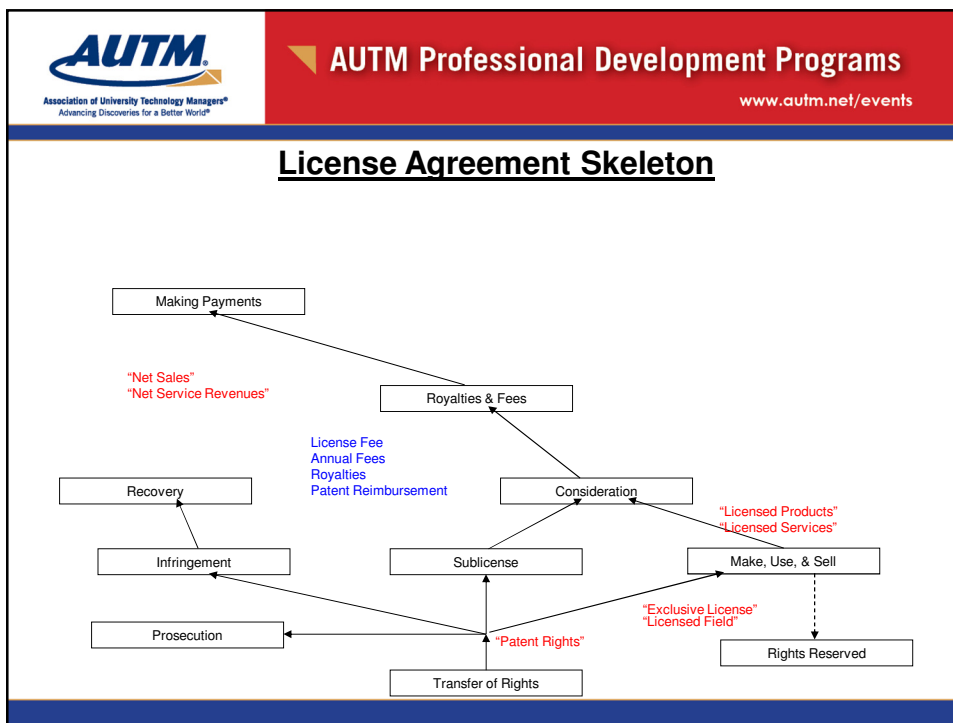 AUTM®
Association of University Technology Managers®
Advancing Discoveries for a Better World®
AUTM Professional Development Programs
www.autm.net/events
License Agreement Skeleton
Making Payments
“Net Sales”
“Net Service Revenues”
Royalties & Fees
License Fee
Annual Fees
Royalties
Patent Reimbursement
Recovery
Consideration
“Licensed Products”
“Licensed Services”
Infringement
Sublicense
Make, Use, & Sell
“Exclusive License”
“Licensed Field”
Prosecution
“Patent Rights”
Rights Reserved
Transfer of Rights